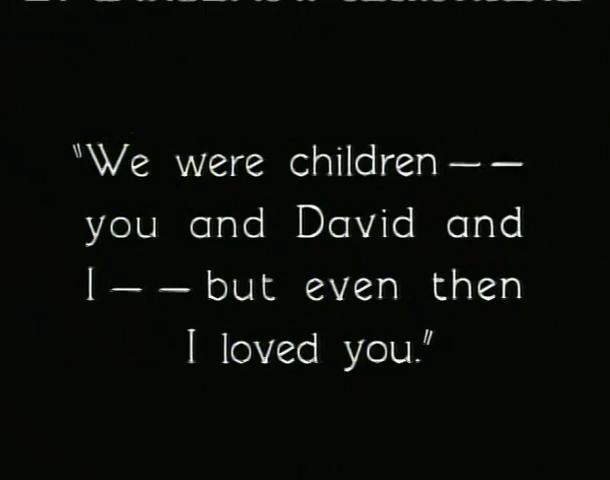 "We were children — —
you and David and
I — — but even then
I loved you."